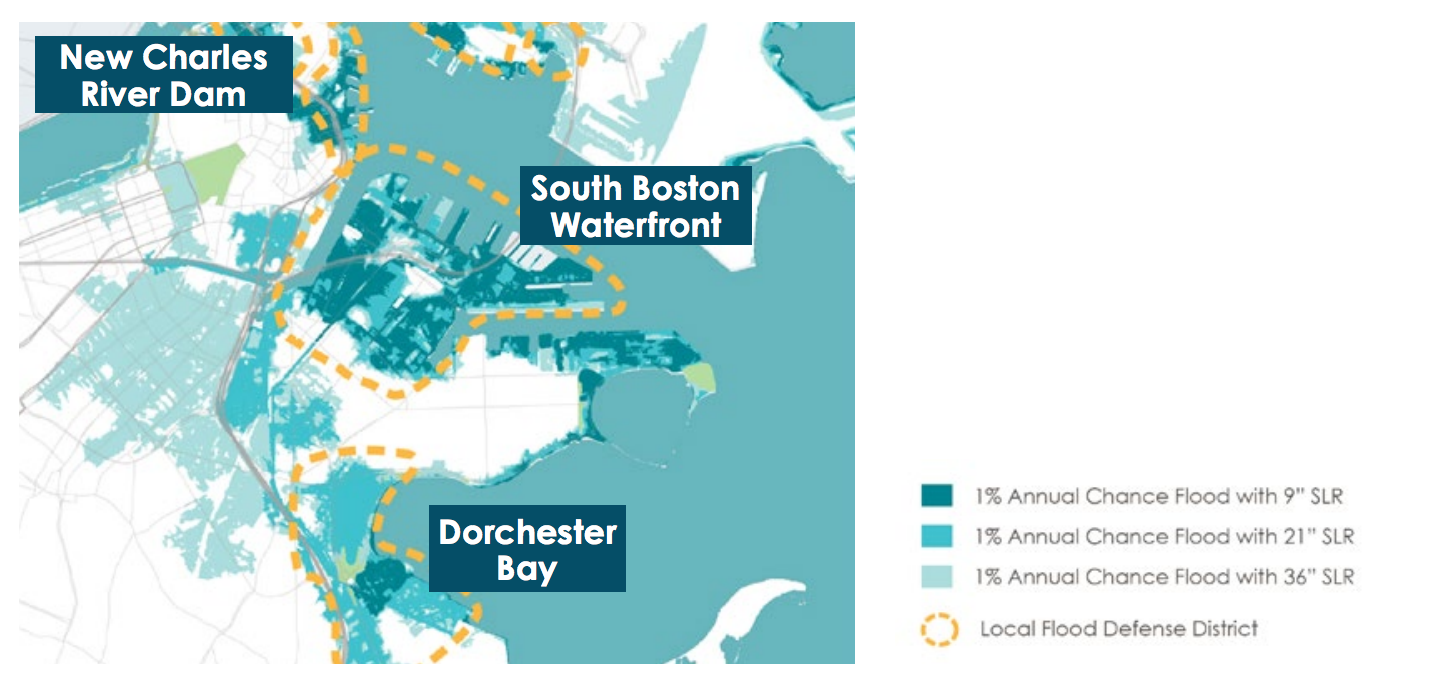 New Charles
River Dam
South Boston
Waterfront
Dorchester
Bay
1% Annual Chance Flood with 9” SLR
1% Annual Chance Flood with 21” SLR
1% Annual Chance Flood with 36” SLR
Local Flood Defense District